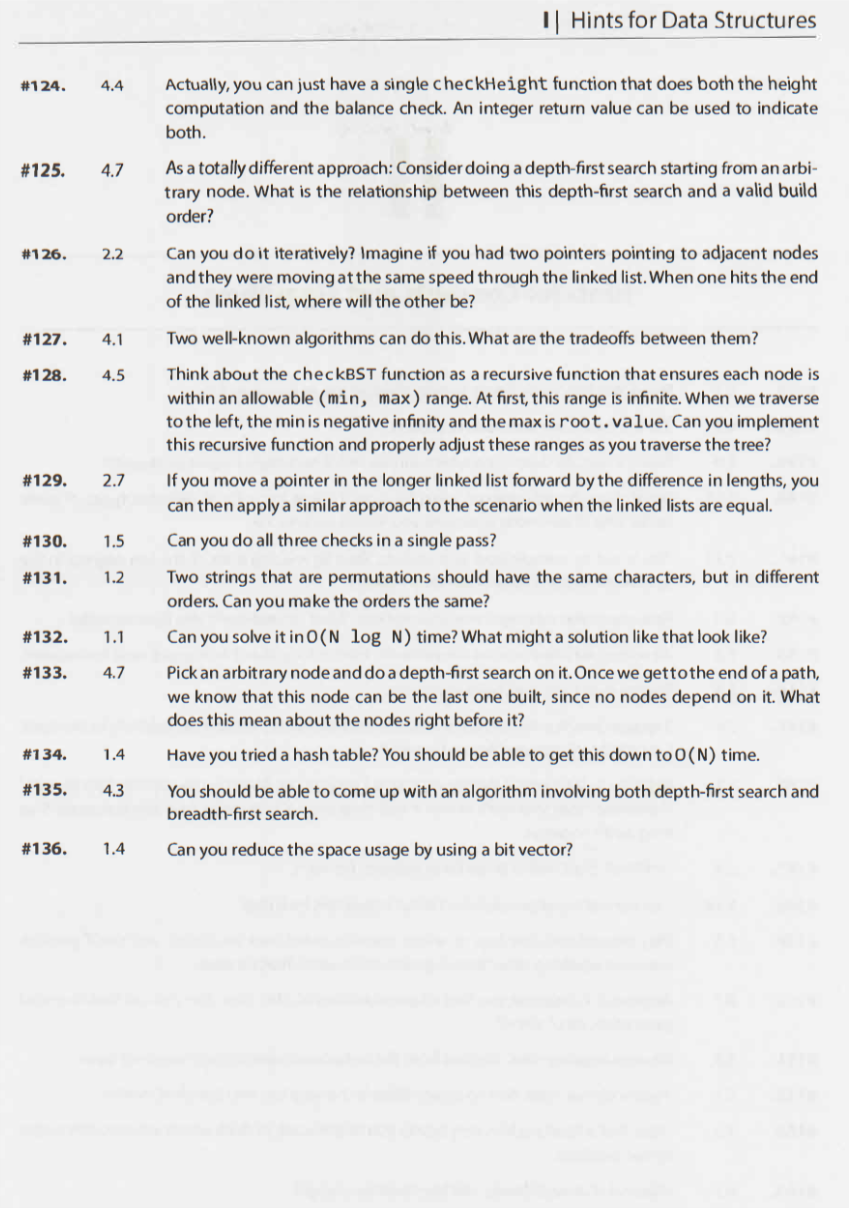 I | Hints for Data Structures
#124. 4.4 Actually, you can just have a single checkHeight function that does both the height
computation and the balance check. An integer return value can be used to indicate
both.
#125. 4.7 As a totally different approach: Consider doing a depth-first search starting from an arbi-
trary node. What is the relationship between this depth-first search and a valid build
order?
#126. 2.2 Can you do it iteratively? Imagine if you had two pointers pointing to adjacent nodes
and they were moving at the same speed through the linked list. When one hits the end
of the linked list, where will the other be?
#127. 4.1 Two well-known algorithms can do this. What are the tradeoffs between them?
#128. 4.5 Think about the checkBST function as a recursive function that ensures each node is
within an allowable (min, max) range. At first, this range is infinite. When we traverse
to the left, the min is negative infinity and the max is root.value. Can you implement
this recursive function and properly adjust these ranges as you traverse the tree?
#129. 2.7 If you move a pointer in the longer linked list forward by the difference in lengths, you
can then apply a similar approach to the scenario when the linked lists are equal.
#130. 1.5 Can you do all three checks in a single pass?
#131. 1.2 Two strings that are permutations should have the same characters, but in different
orders. Can you make the orders the same?
#132. 1.1 Can you solve it in O(N log N) time? What might a solution like that look like?
#133. 4.7 Pick an arbitrary node and do a depth-first search on it. Once we get to the end of a path,
we know that this node can be the last one built, since no nodes depend on it. What
does this mean about the nodes right before it?
#134. 1.4 Have you tried a hash table? You should be able to get this down to O(N) time.
#135. 4.3 You should be able to come up with an algorithm involving both depth-first search and
breadth-first search.
#136. 1.4 Can you reduce the space usage by using a bit vector?